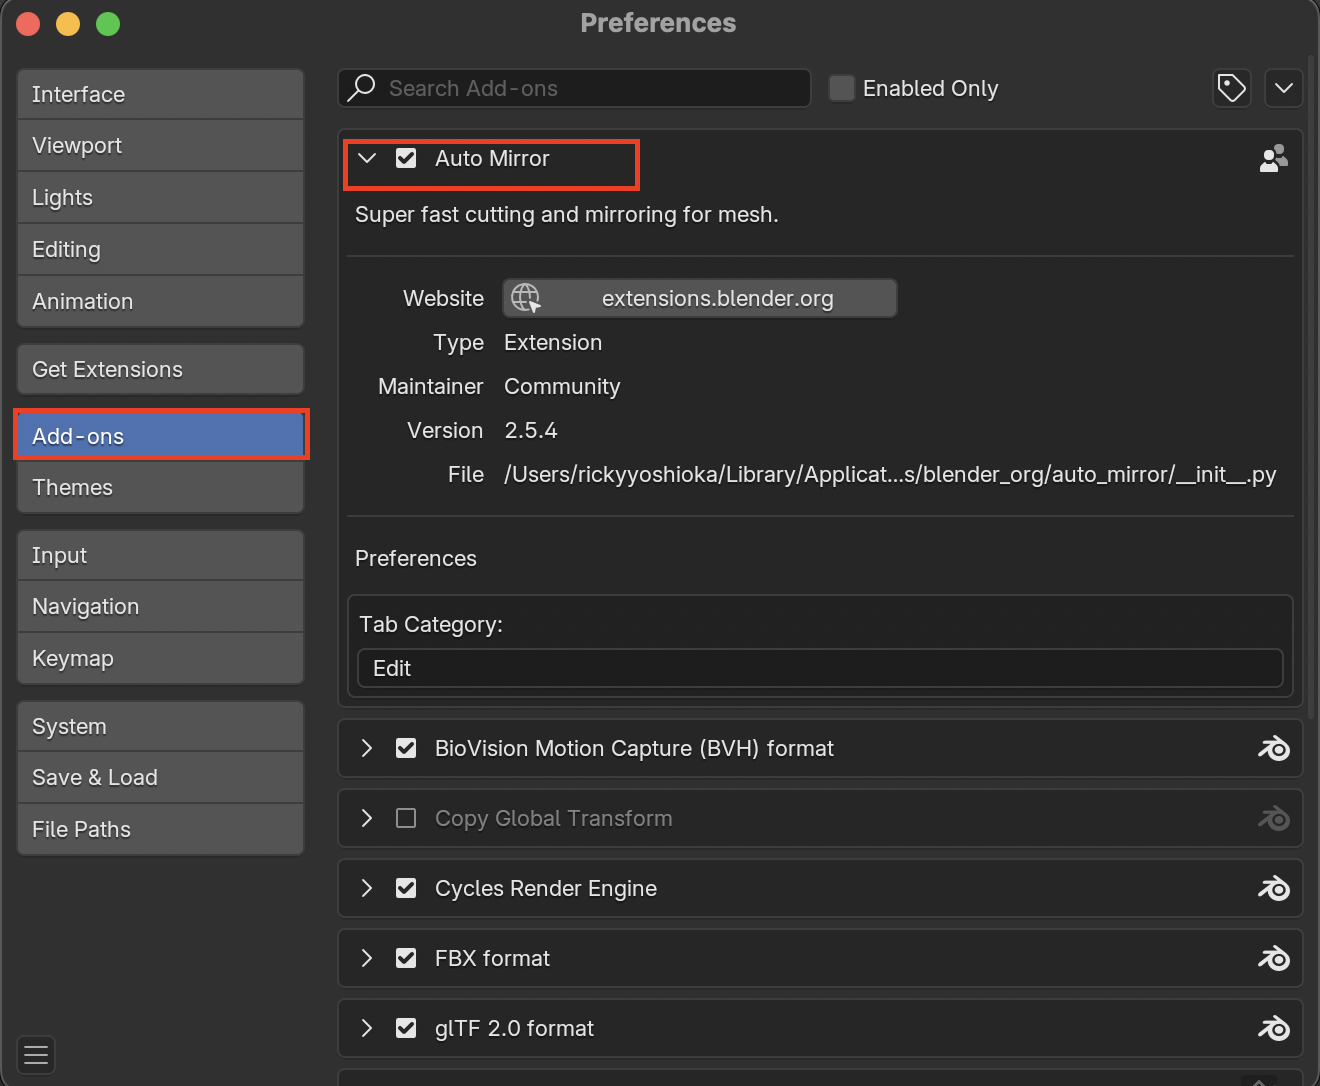 Preferences
Interface
Viewport
Lights
Editing
Animation
Get Extensions
Add-ons
Themes
Input
Navigation
Keymap
System
Save & Load
File Paths
Search Add-ons
Enabled Only
Auto Mirror
Super fast cutting and mirroring for mesh.
Website extensions.blender.org
Type Extension
Maintainer Community
Version 2.5.4
File /Users/rickyyoshioka/Library/Applicat...s/blender_org/auto_mirror/__init__.py
Preferences
Tab Category:
Edit
BioVision Motion Capture (BVH) format
Copy Global Transform
Cycles Render Engine
FBX format
glTF 2.0 format